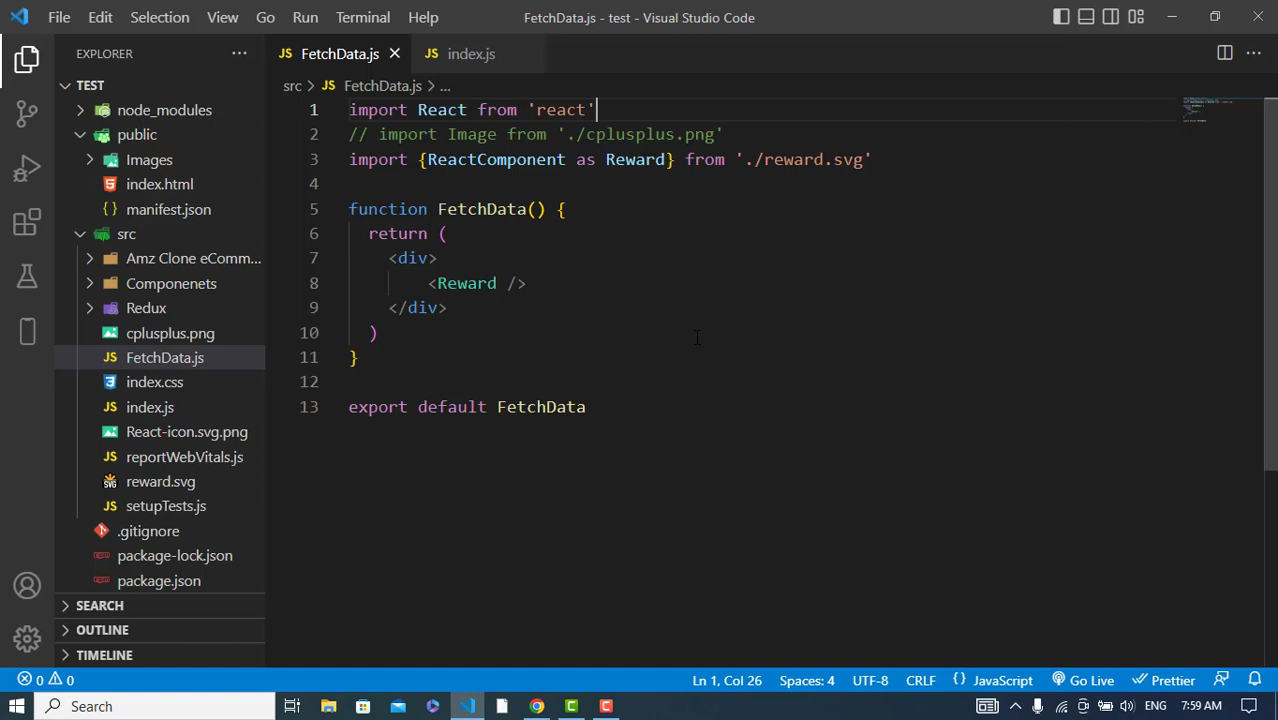 File Edit Selection View Go Run Terminal Help FetchData.js - test - Visual Studio Code
EXPLORER
TEST
node_modules
public
Images
index.html
manifest.json
src
Amz Clone eComm...
Componenets
Redux
cplusplus.png
FetchData.js
index.css
index.js
React-icon.svg.png
reportWebVitals.js
reward.svg
setupTests.js
.gitignore
package-lock.json
package.json
SEARCH
OUTLINE
TIMELINE
JS FetchData.js JS index.js
src > JS FetchData.js > ...
1 import React from 'react'
2 // import Image from './cplusplus.png'
3 import {ReactComponent as Reward} from './reward.svg'
4
5 function FetchData() {
6 return (
7 <div>
8 <Reward />
9 </div>
10 )
11 }
12
13 export default FetchData
0 0 Ln 1, Col 26 Spaces: 4 UTF-8 CRLF {} JavaScript Go Live Prettier
Search ENG 7:59 AM